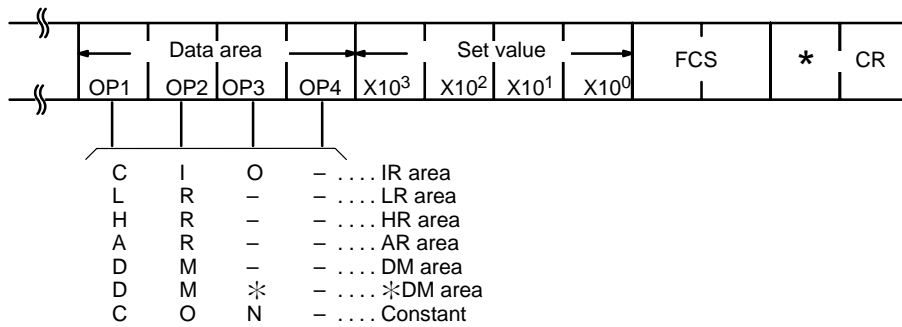 Data area Set value FCS * CR
OP1 OP2 OP3 OP4 X10³ X10² X10¹ X10⁰
C I O – .... IR area
L R – – .... LR area
H R – – .... HR area
A R – – .... AR area
D M – – .... DM area
D M ✳ – .... ✳DM area
C O N – .... Constant